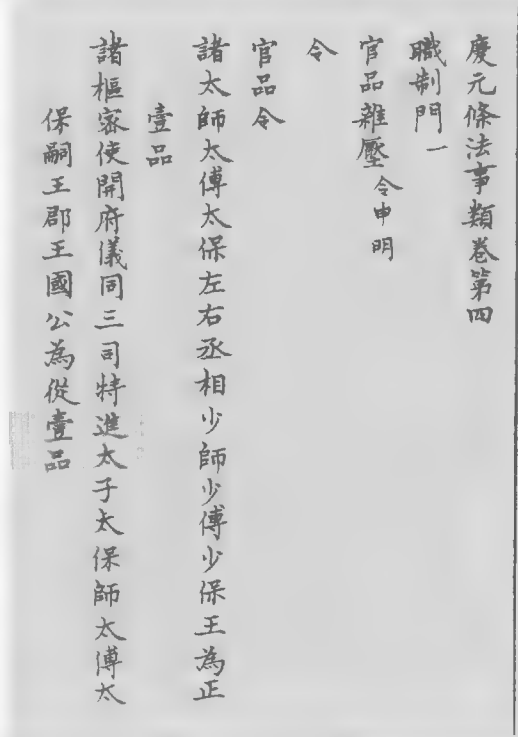 慶元條法事類卷第四
職制門一
官品雜壓令申明
令
官品令
諸太師太傅太保左右丞相少師少傅少保王為正
壹品
諸樞密使開府儀同三司特進太子太保師太傅太
保嗣王郡王國公為從壹品